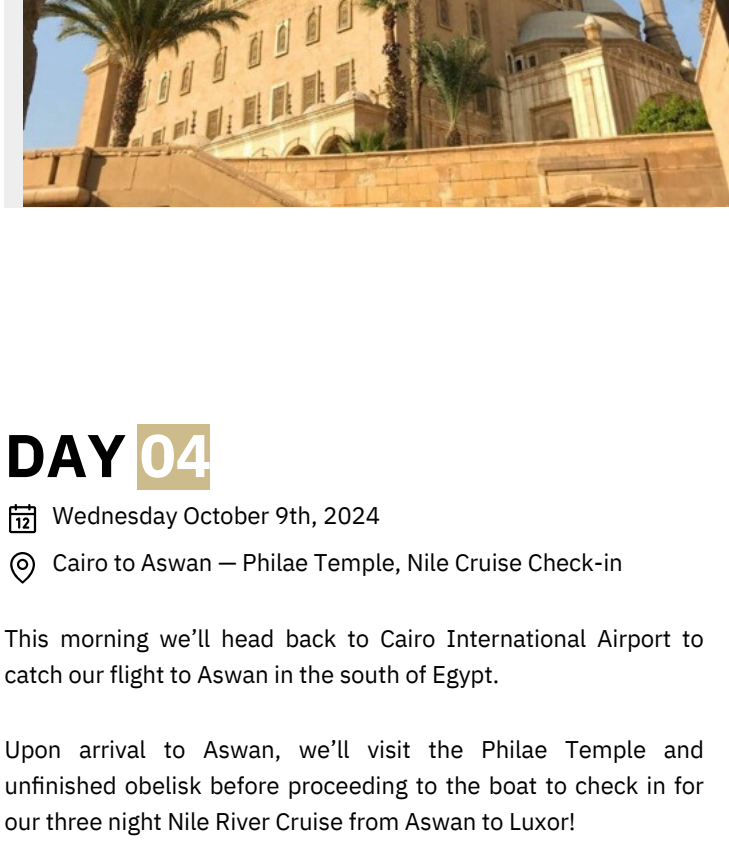 DAY 04
12
Wednesday October 9th, 2024
Cairo to Aswan — Philae Temple, Nile Cruise Check-in
This morning we’ll head back to Cairo International Airport to
catch our flight to Aswan in the south of Egypt.
Upon arrival to Aswan, we’ll visit the Philae Temple and
unfinished obelisk before proceeding to the boat to check in for
our three night Nile River Cruise from Aswan to Luxor!